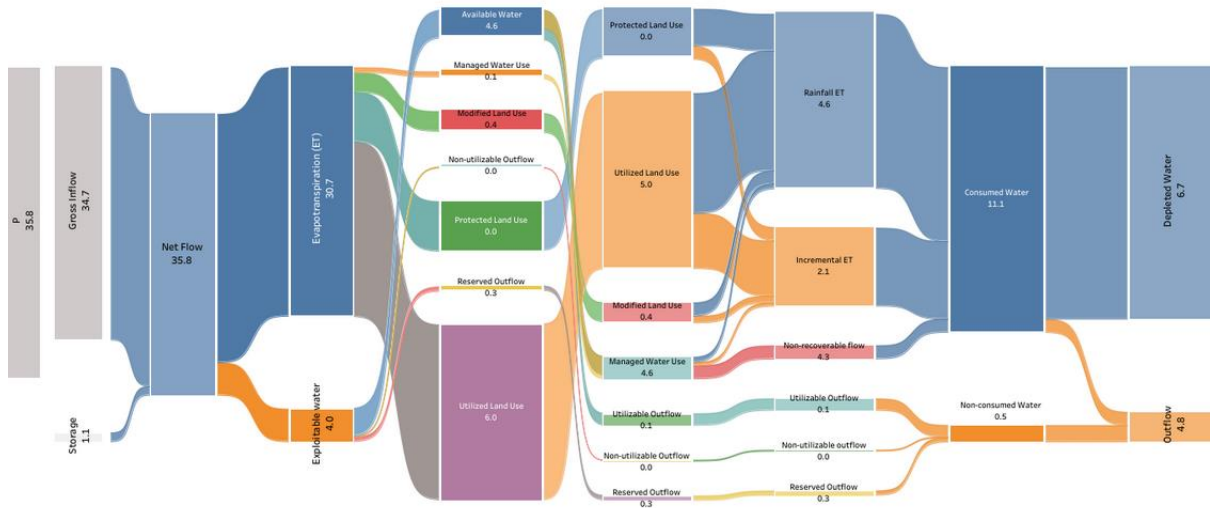 P
35.8
Gross Inflow
34.7
Storage
1.1
Net Flow
35.8
Evapotranspiration (ET)
30.7
Exploitable water
4.0
Available Water
4.6
Managed Water Use
0.1
Modified Land Use
0.4
Non-utilizable Outflow
0.0
Protected Land Use
0.0
Reserved Outflow
0.3
Utilized Land Use
6.0
Protected Land Use
0.0
Utilized Land Use
5.0
Modified Land Use
0.4
Managed Water Use
4.6
Utilizable Outflow
0.1
Non-Utilizable Outflow
0.0
Reserved Outflow
0.3
Rainfall ET
4.6
Incremental ET
2.1
Non-recoverable flow
4.3
Utilizable Outflow
0.1
Non-utilizable outflow
0.0
Reserved Outflow
0.3
Consumed Water
11.1
Non-consumed Water
0.5
Depleted Water
6.7
Outflow
4.8